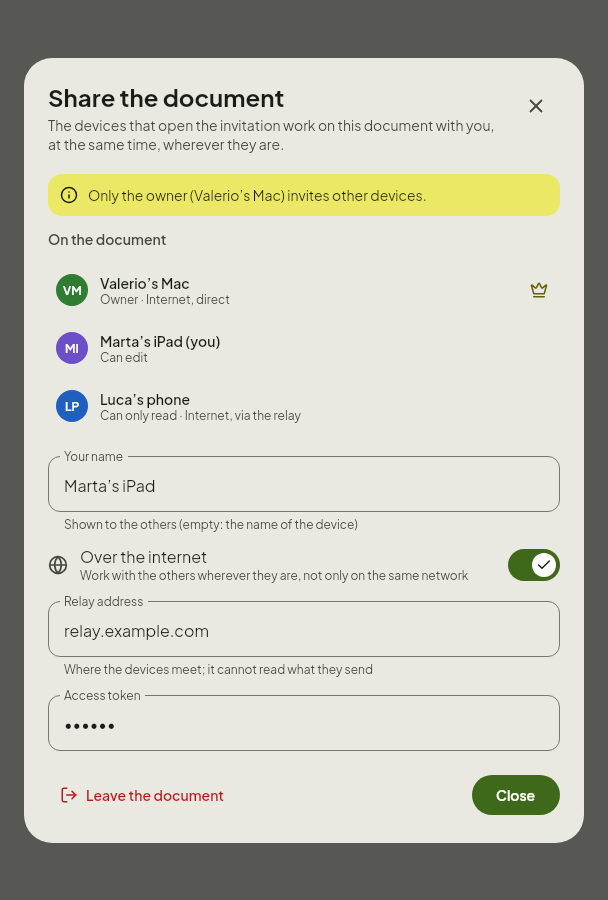 Share the document
The devices that open the invitation work on this document with you,
at the same time, wherever they are.
Only the owner (Valerio’s Mac) invites other devices.
On the document
VM
Valerio’s Mac
Owner · Internet, direct
MI
Marta’s iPad (you)
Can edit
LP
Luca’s phone
Can only read · Internet, via the relay
Your name
Marta’s iPad
Shown to the others (empty: the name of the device)
Over the internet
Work with the others wherever they are, not only on the same network
Relay address
relay.example.com
Where the devices meet; it cannot read what they send
Access token
••••••
Leave the document
Close